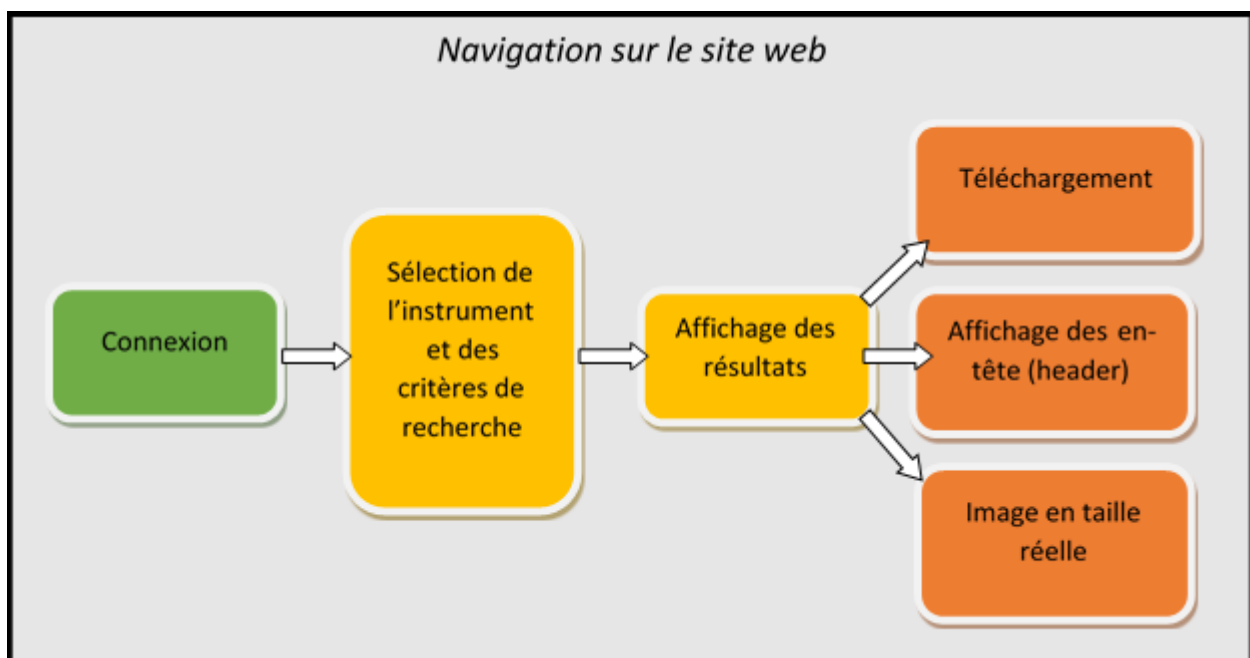 Navigation sur le site web
Connexion
Sélection de
l'instrument
et des
critères de
recherche
Affichage des
résultats
Téléchargement
Affichage des en-
tête (header)
Image en taille
réelle